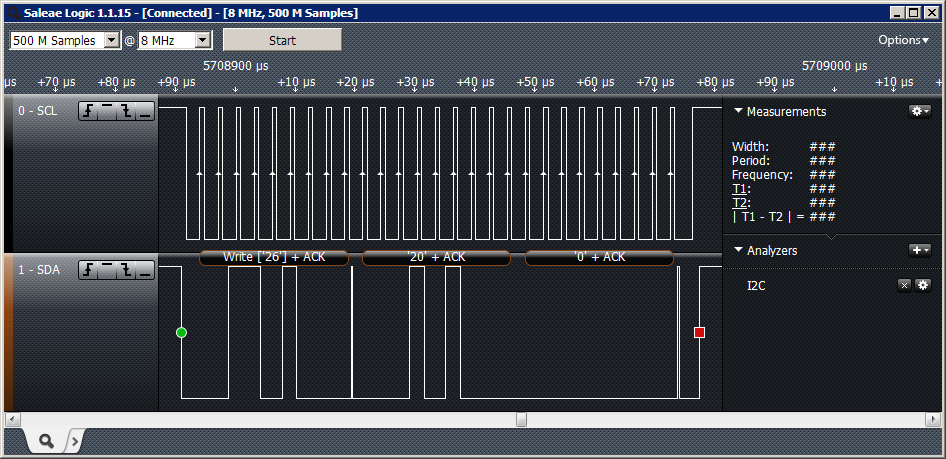 Saleae Logic 1.1.15 - [Connected] - [8 MHz, 500 M Samples]
500 M Samples @ 8 MHz Start Options
5708900 µs 5709000 µs
µs +70 µs +80 µs +90 µs +10 µs +20 µs +30 µs +40 µs +50 µs +60 µs +70 µs +80 µs +90 µs +10 µs
0 - SCL
Write ['26'] + ACK '20' + ACK '0' + ACK
1 - SDA
Measurements
Width: ###
Period: ###
Frequency: ###
T1: ###
T2: ###
| T1 - T2 | = ###
Analyzers
I2C